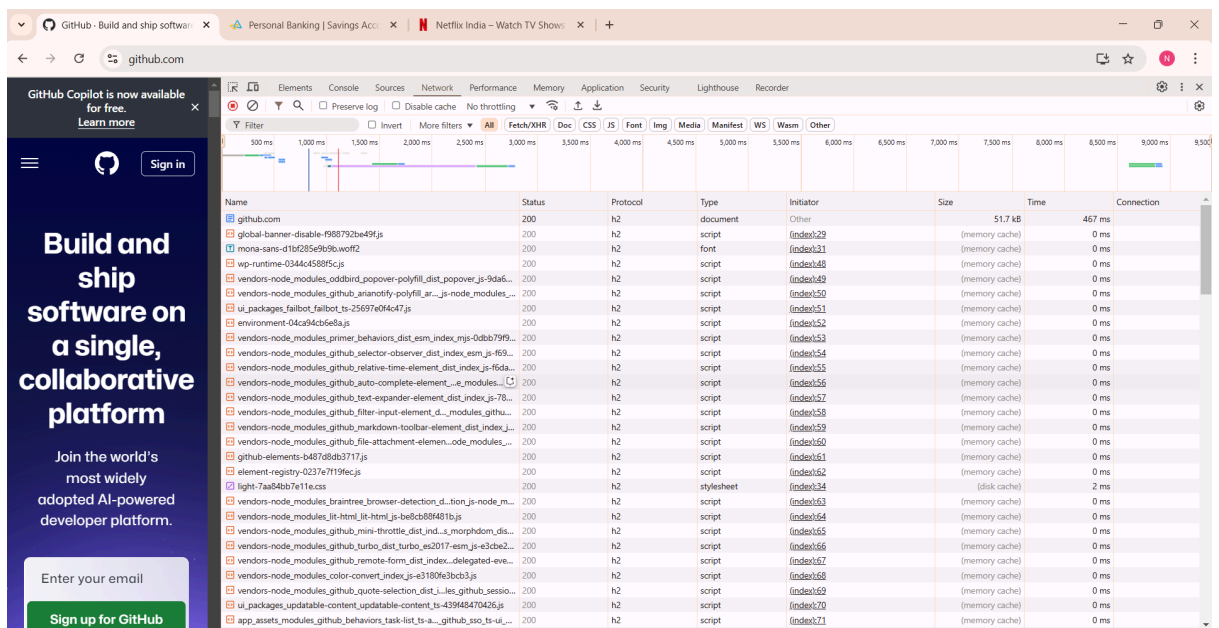 GitHub · Build and ship softwar
Personal Banking | Savings Acc
Netflix India – Watch TV Shows
github.com
N
GitHub Copilot is now available
for free.
Learn more
Sign in
Build and
ship
software on
a single,
collaborative
platform
Join the world's
most widely
adopted AI-powered
developer platform.
Enter your email
Sign up for GitHub
Elements Console Sources Network Performance Memory Application Security Lighthouse Recorder
Preserve log Disable cache No throttling
Filter Invert More filters All Fetch/XHR Doc CSS JS Font Img Media Manifest WS Wasm Other
500 ms 1,000 ms 1,500 ms 2,000 ms 2,500 ms 3,000 ms 3,500 ms 4,000 ms 4,500 ms 5,000 ms 5,500 ms 6,000 ms 6,500 ms 7,000 ms 7,500 ms 8,000 ms 8,500 ms 9,000 ms 9,500
Name Status Protocol Type Initiator Size Time Connection
github.com 200 h2 document Other 51.7 kB 467 ms
global-banner-disable-f988792be49f.js 200 h2 script (index):29 (memory cache) 0 ms
mona-sans-d1bf285e9b9b.woff2 200 h2 font (index):31 (memory cache) 0 ms
wp-runtime-0344c4588f5c.js 200 h2 script (index):48 (memory cache) 0 ms
vendors-node_modules_oddbird_popover-polyfill_dist_popover_js-9da6... 200 h2 script (index):49 (memory cache) 0 ms
vendors-node_modules_github_arianotify-polyfill_ar..._js-node_modules_... 200 h2 script (index):50 (memory cache) 0 ms
ui_packages_failbot_failbot_ts-25697e0f4c47.js 200 h2 script (index):51 (memory cache) 0 ms
environment-04ca94cb6e8a.js 200 h2 script (index):52 (memory cache) 0 ms
vendors-node_modules_primer_behaviors_dist_esm_index_mjs-0dbb79f9... 200 h2 script (index):53 (memory cache) 0 ms
vendors-node_modules_github_selector-observer_dist_index_esm_js-f69... 200 h2 script (index):54 (memory cache) 0 ms
vendors-node_modules_github_relative-time-element_dist_index_js-f6da... 200 h2 script (index):55 (memory cache) 0 ms
vendors-node_modules_github_auto-complete-element_...e_modules... 200 h2 script (index):56 (memory cache) 0 ms
vendors-node_modules_github_text-expander-element_dist_index_js-78... 200 h2 script (index):57 (memory cache) 0 ms
vendors-node_modules_github_filter-input-element_d..._modules_githu... 200 h2 script (index):58 (memory cache) 0 ms
vendors-node_modules_github_markdown-toolbar-element_dist_index_j... 200 h2 script (index):59 (memory cache) 0 ms
vendors-node_modules_github_file-attachment-elemen...ode_modules_... 200 h2 script (index):60 (memory cache) 0 ms
github-elements-b487d8db3717.js 200 h2 script (index):61 (memory cache) 0 ms
element-registry-0237e7f19fec.js 200 h2 script (index):62 (memory cache) 0 ms
light-7aa84bb7e11e.css 200 h2 stylesheet (index):34 (disk cache) 2 ms
vendors-node_modules_braintree_browser-detection_d...tion_js-node_m... 200 h2 script (index):63 (memory cache) 0 ms
vendors-node_modules_lit-html_lit-html_js-be8cb88f481b.js 200 h2 script (index):64 (memory cache) 0 ms
vendors-node_modules_github_mini-throttle_dist_ind...s_morphdom_dis... 200 h2 script (index):65 (memory cache) 0 ms
vendors-node_modules_github_turbo_dist_turbo_es2017-esm_js-e3cbe2... 200 h2 script (index):66 (memory cache) 0 ms
vendors-node_modules_github_remote-form_dist_index...delegated-eve... 200 h2 script (index):67 (memory cache) 0 ms
vendors-node_modules_color-convert_index_js-e3180fe3bcb3.js 200 h2 script (index):68 (memory cache) 0 ms
vendors-node_modules_github_quote-selection_dist_i...les_github_sessio... 200 h2 script (index):69 (memory cache) 0 ms
ui_packages_updatable-content_updatable-content_ts-439f48470426.js 200 h2 script (index):70 (memory cache) 0 ms
app_assets_modules_github_behaviors_task-list_ts-a..._github_sso_ts-ui_... 200 h2 script (index):71 (memory cache) 0 ms